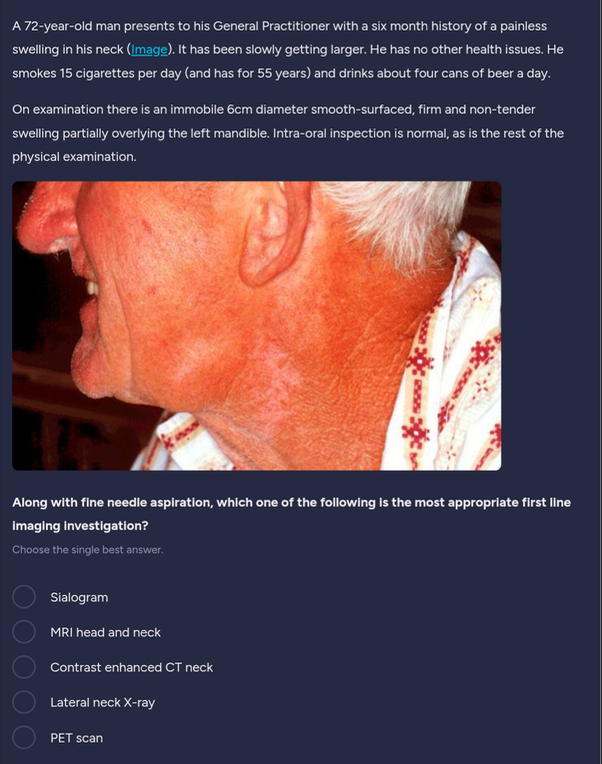 A 72-year-old man presents to his General Practitioner with a six month history of a painless
swelling in his neck (Image). It has been slowly getting larger. He has no other health issues. He
smokes 15 cigarettes per day (and has for 55 years) and drinks about four cans of beer a day.
On examination there is an immobile 6cm diameter smooth-surfaced, firm and non-tender
swelling partially overlying the left mandible. Intra-oral inspection is normal, as is the rest of the
physical examination.
Along with fine needle aspiration, which one of the following is the most appropriate first line
imaging investigation?
Choose the single best answer.
Sialogram
MRI head and neck
Contrast enhanced CT neck
Lateral neck X-ray
PET scan